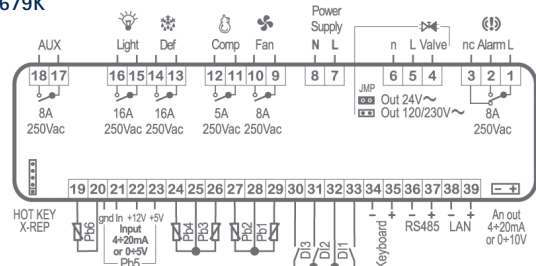 679K
Power
Supply
AUX Light Def Comp Fan N L n L Valve nc Alarm L
18 17 16 15 14 13 12 11 10 9 8 7 6 5 4 3 2 1
JMP
Out 24V~
Out 120/230V~
8A 16A 16A 5A 8A 8A
250Vac 250Vac 250Vac 250Vac 250Vac 250Vac
19 20 21 22 23 24 25 26 27 28 29 30 31 32 33 34 35 36 37 38 39 - +
HOT KEY
X-REP
Pb6
gnd In +12V +5V
Input
4÷20mA
or 0÷5V
Pb5
Pb4
Pb3
Pb2
Pb1
Di3
Di2
Di1
- +
Keyboard
- +
RS485
- +
LAN
An out
4÷20mA
or 0÷10V